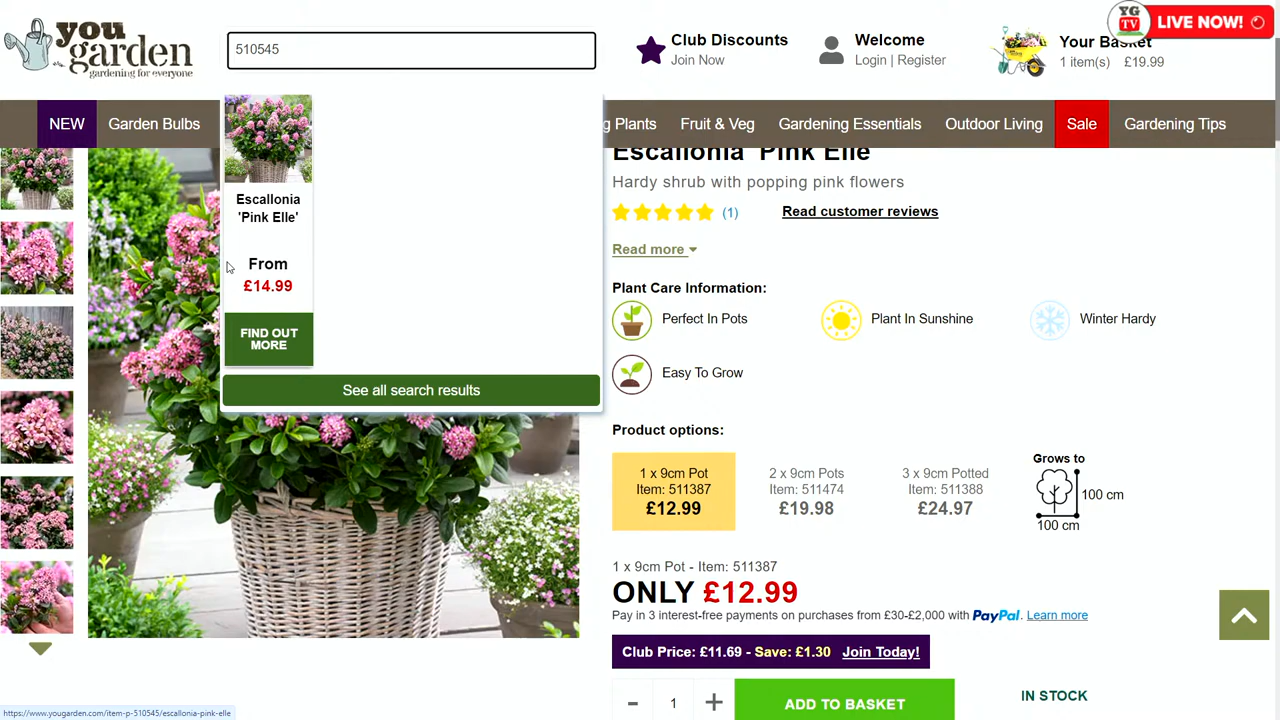 you
garden
gardening for everyone
510545
Club Discounts
Join Now
Welcome
Login | Register
Your Basket
1 item(s) £19.99
YG
TV
LIVE NOW!
NEW
Garden Bulbs
g Plants
Fruit & Veg
Gardening Essentials
Outdoor Living
Sale
Gardening Tips
Escallonia
'Pink Elle'
From
£14.99
FIND OUT
MORE
See all search results
Escallonia 'Pink Elle'
Hardy shrub with popping pink flowers
(1) Read customer reviews
Read more
Plant Care Information:
Perfect In Pots
Plant In Sunshine
Winter Hardy
Easy To Grow
Product options:
1 x 9cm Pot
Item: 511387
£12.99
2 x 9cm Pots
Item: 511474
£19.98
3 x 9cm Potted
Item: 511388
£24.97
Grows to
100 cm
100 cm
1 x 9cm Pot - Item: 511387
ONLY £12.99
Pay in 3 interest-free payments on purchases from £30-£2,000 with PayPal. Learn more
Club Price: £11.69 - Save: £1.30 Join Today!
- 1 +
ADD TO BASKET
IN STOCK
https://www.yougarden.com/item-p-510545/escallonia-pink-elle